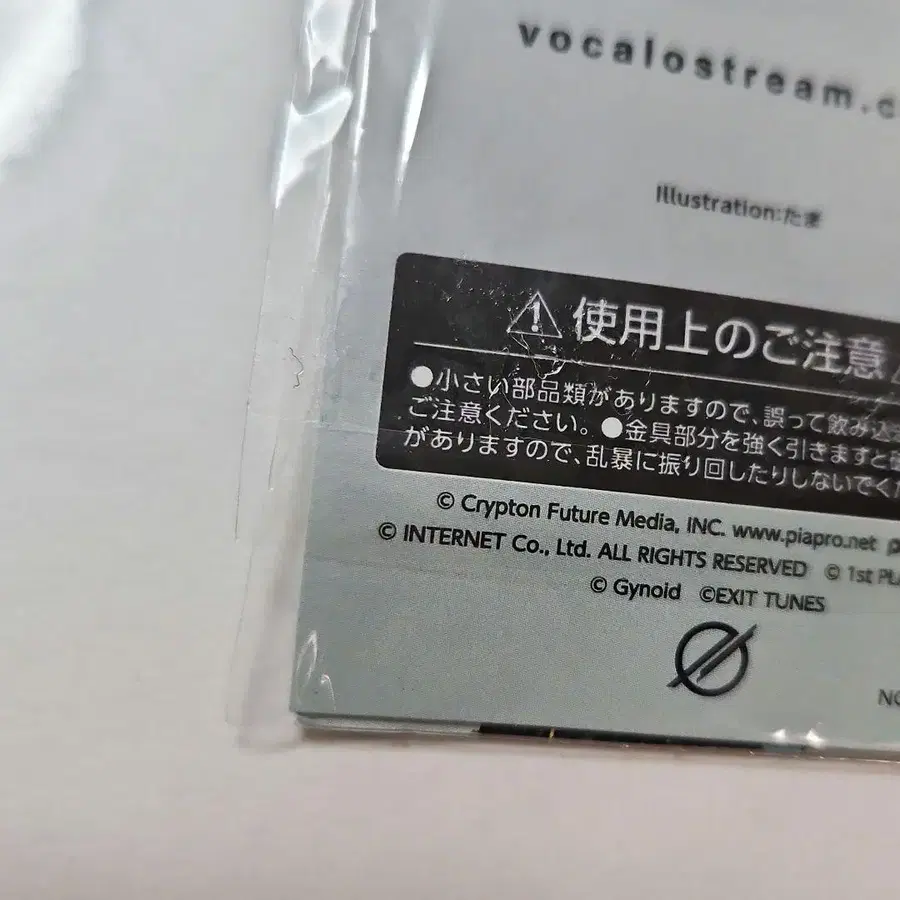 vocalostream.c
Illustration:たま
使用上のご注意
●小さい部品類がありますので、誤って飲み込
ご注意ください。●金具部分を強く引きますと
がありますので、乱暴に振り回したりしないでくだ
© Crypton Future Media, INC. www.piapro.net
© INTERNET Co., Ltd. ALL RIGHTS RESERVED © 1st PL
© Gynoid ©EXIT TUNES